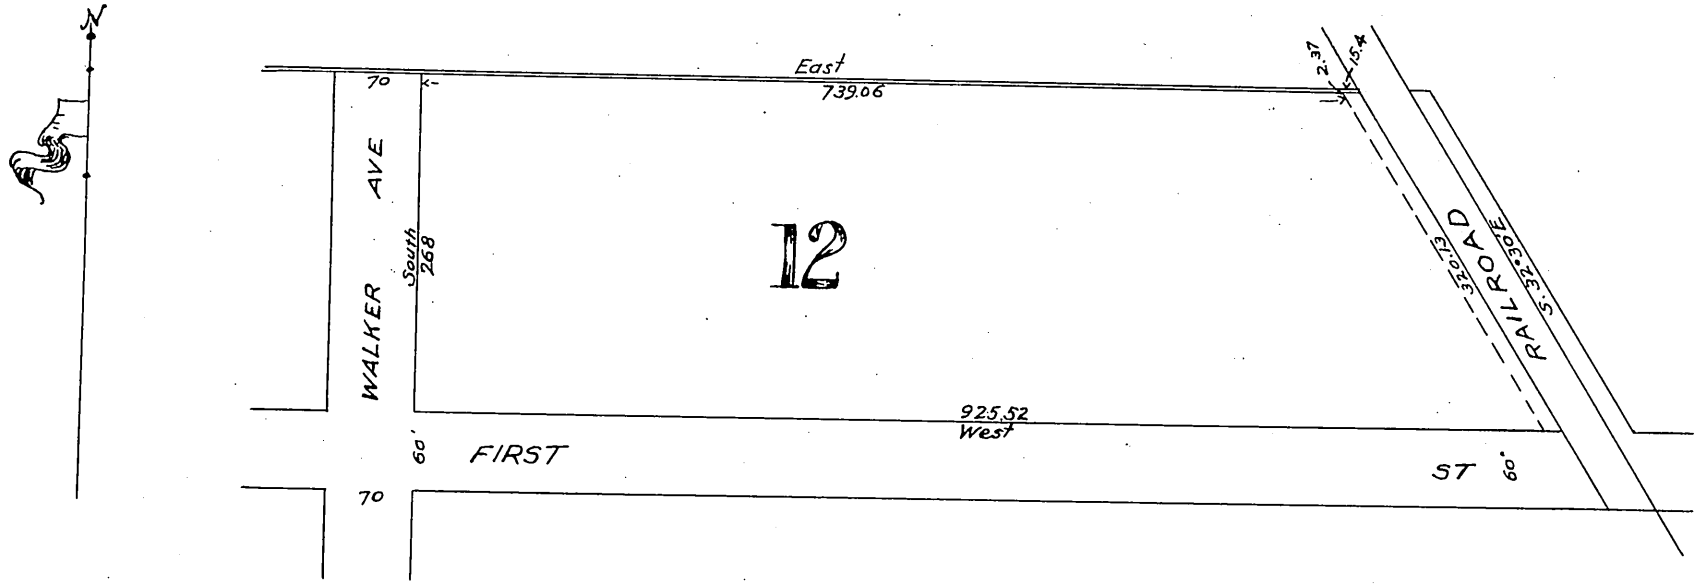 N
East
739.06
70
2.37
15.4
WALKER AVE
South
268
12
320.13
RAILROAD
S. 32°30'E
925.52
West
60'
FIRST ST
60'
70